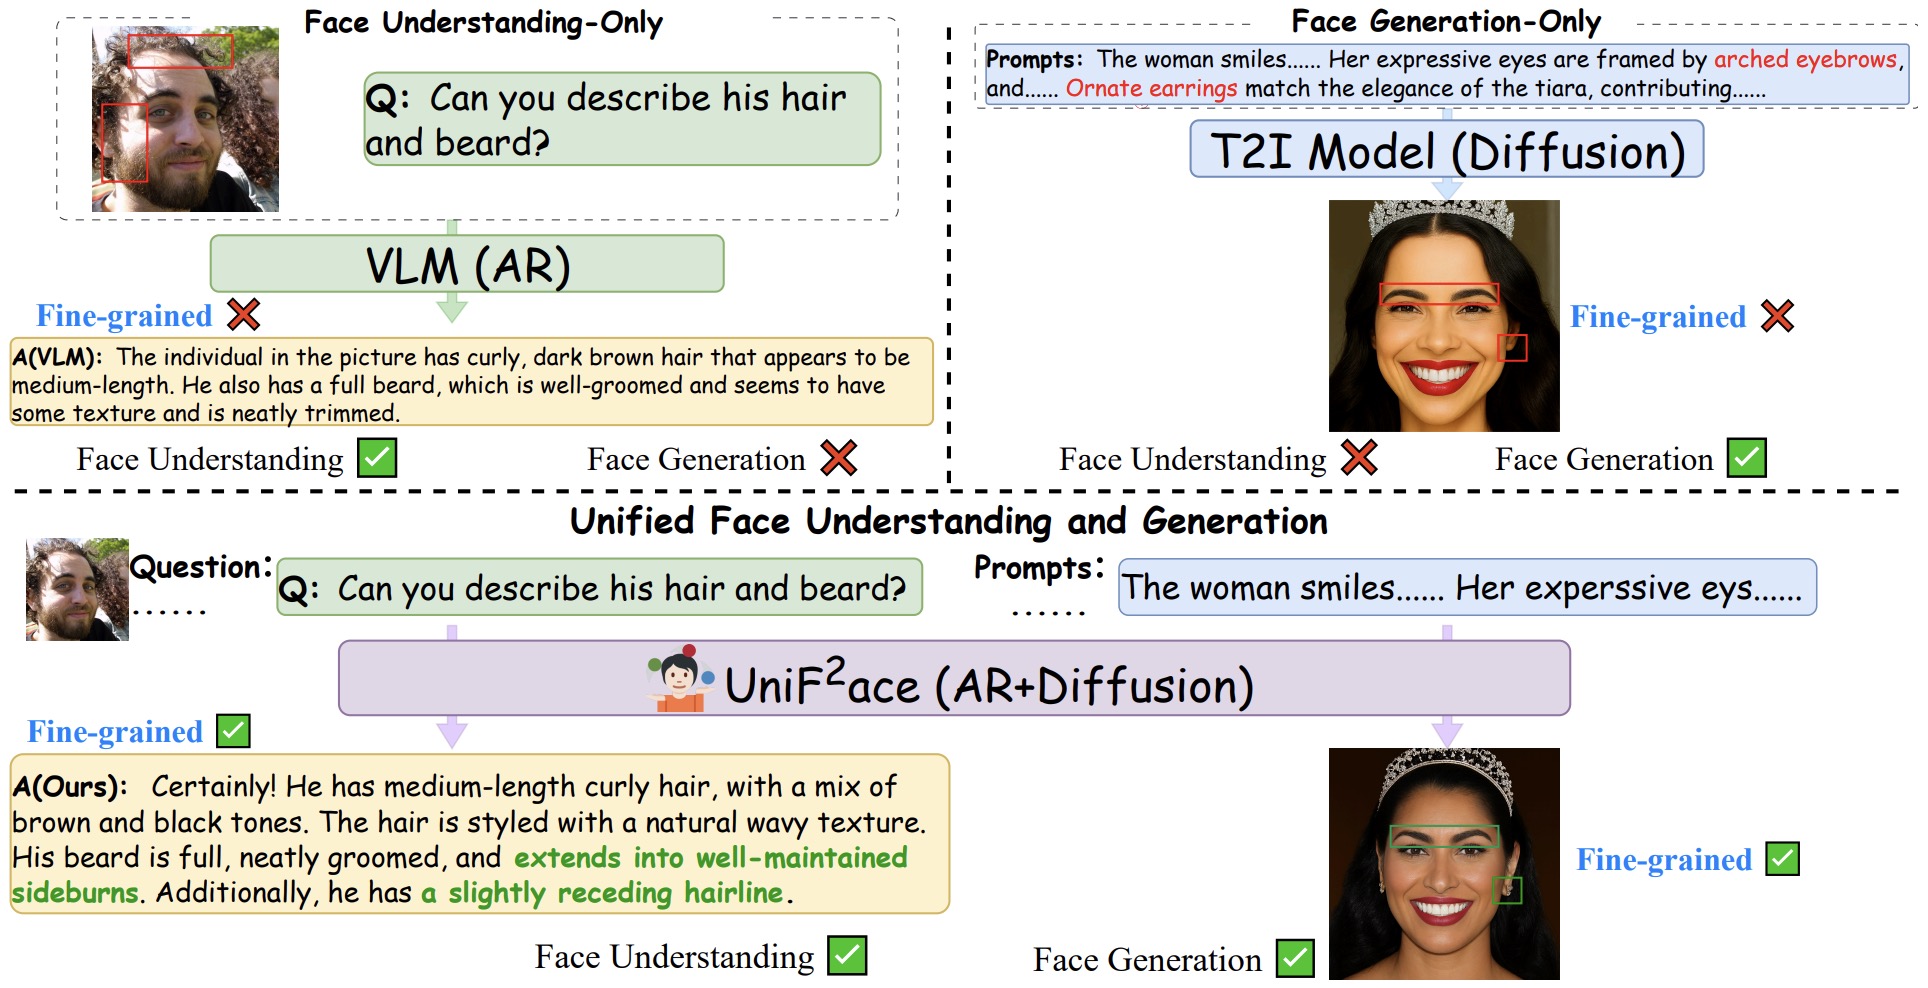 Face Understanding-Only
Q: Can you describe his hair
and beard?
VLM (AR)
Fine-grained
A(VLM): The individual in the picture has curly, dark brown hair that appears to be
medium-length. He also has a full beard, which is well-groomed and seems to have
some texture and is neatly trimmed.
Face Understanding
Face Generation
Face Generation-Only
Prompts: The woman smiles...... Her expressive eyes are framed by arched eyebrows,
and...... Ornate earrings match the elegance of the tiara, contributing......
T2I Model (Diffusion)
Fine-grained
Face Understanding
Face Generation
Unified Face Understanding and Generation
Question:
......
Q: Can you describe his hair and beard?
Prompts:
......
The woman smiles...... Her experssive eys......
UniF²ace (AR+Diffusion)
Fine-grained
A(Ours): Certainly! He has medium-length curly hair, with a mix of
brown and black tones. The hair is styled with a natural wavy texture.
His beard is full, neatly groomed, and extends into well-maintained
sideburns. Additionally, he has a slightly receding hairline.
Face Understanding
Fine-grained
Face Generation